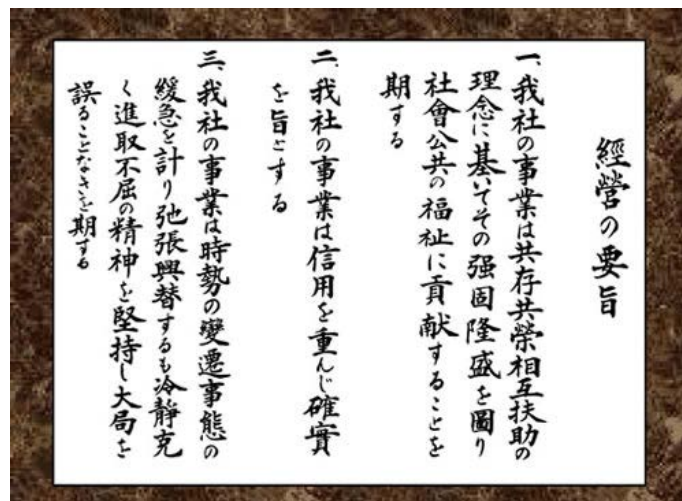 經営の要旨
一、我社の事業は共存共榮相互扶助の
理念に基いてその强固隆盛を圖り
社會公共の福祉に貢献することを
期する
二、我社の事業は信用を重んじ確實
を旨とする
三、我社の事業は時勢の變遷事態の
緩急を計り弛張興替するも冷静克
く進取不屈の精神を堅持し大局を
誤ることなきを期する